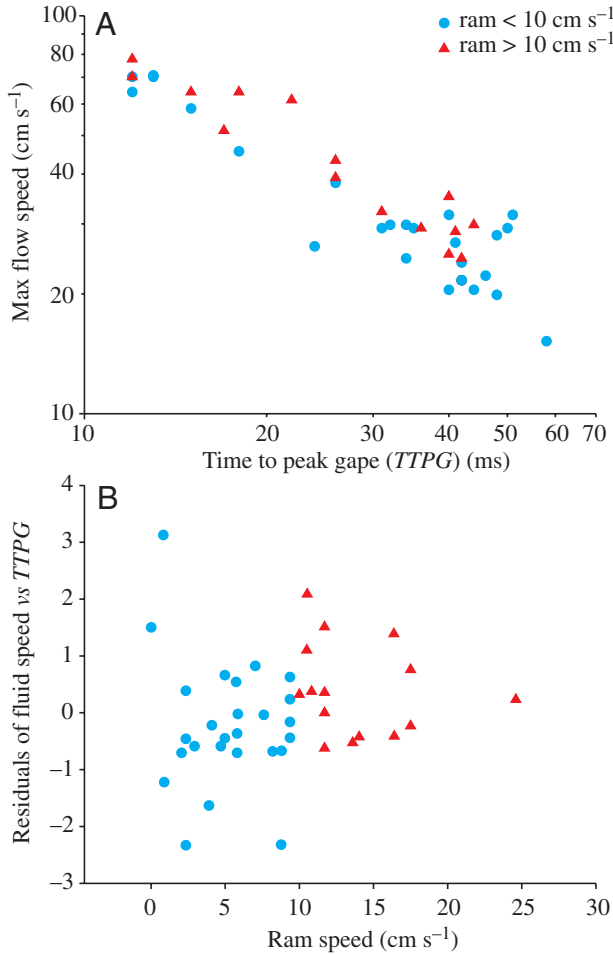 A
ram < 10 cm s⁻¹
ram > 10 cm s⁻¹
100
80
60
40
20
10
Max flow speed (cm s⁻¹)
10 20 30 40 50 60 70
Time to peak gape (TTPG) (ms)
B
4
3
2
1
0
–1
–2
–3
Residuals of fluid speed vs TTPG
0 5 10 15 20 25 30
Ram speed (cm s⁻¹)